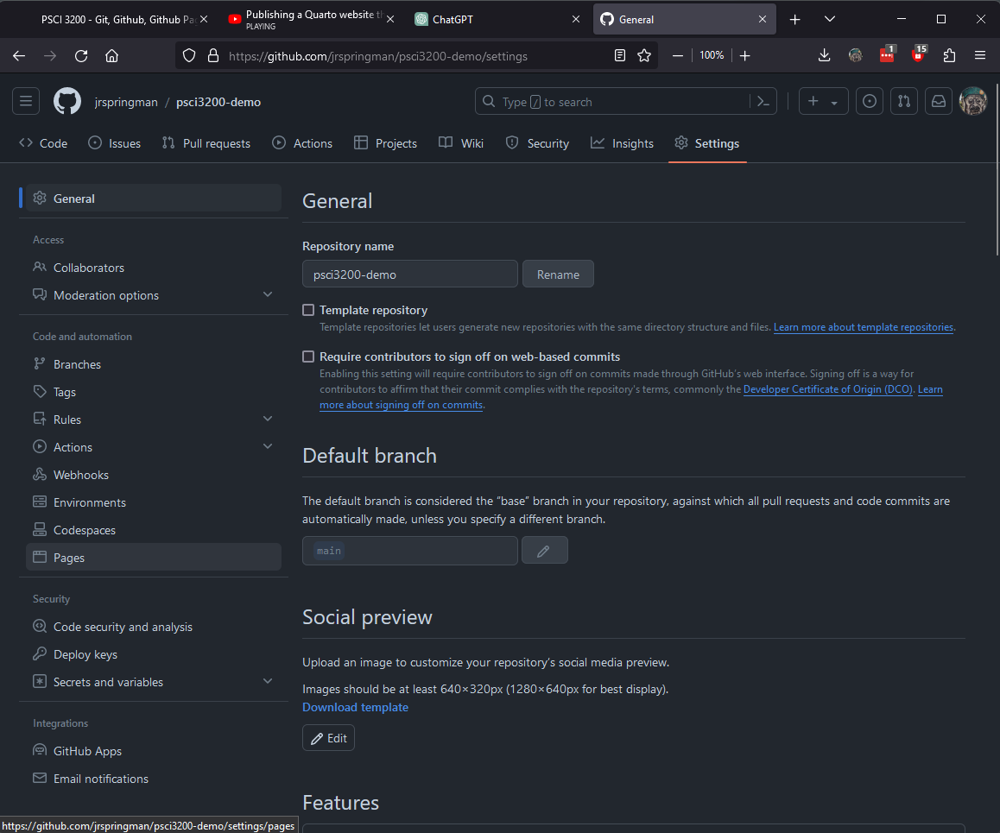 PSCI 3200 - Git, Github, Github Pa
Publishing a Quarto website th
PLAYING
ChatGPT
General
https://github.com/jrspringman/psci3200-demo/settings
100%
1
15
jrspringman / psci3200-demo
Type / to search
Code
Issues
Pull requests
Actions
Projects
Wiki
Security
Insights
Settings
General
Access
Collaborators
Moderation options
Code and automation
Branches
Tags
Rules
Actions
Webhooks
Environments
Codespaces
Pages
Security
Code security and analysis
Deploy keys
Secrets and variables
Integrations
GitHub Apps
Email notifications
General
Repository name
psci3200-demo
Rename
Template repository
Template repositories let users generate new repositories with the same directory structure and files. Learn more about template repositories.
Require contributors to sign off on web-based commits
Enabling this setting will require contributors to sign off on commits made through GitHub's web interface. Signing off is a way for
contributors to affirm that their commit complies with the repository's terms, commonly the Developer Certificate of Origin (DCO). Learn
more about signing off on commits.
Default branch
The default branch is considered the “base” branch in your repository, against which all pull requests and code commits are
automatically made, unless you specify a different branch.
main
Social preview
Upload an image to customize your repository's social media preview.
Images should be at least 640×320px (1280×640px for best display).
Download template
Edit
Features
https://github.com/jrspringman/psci3200-demo/settings/pages